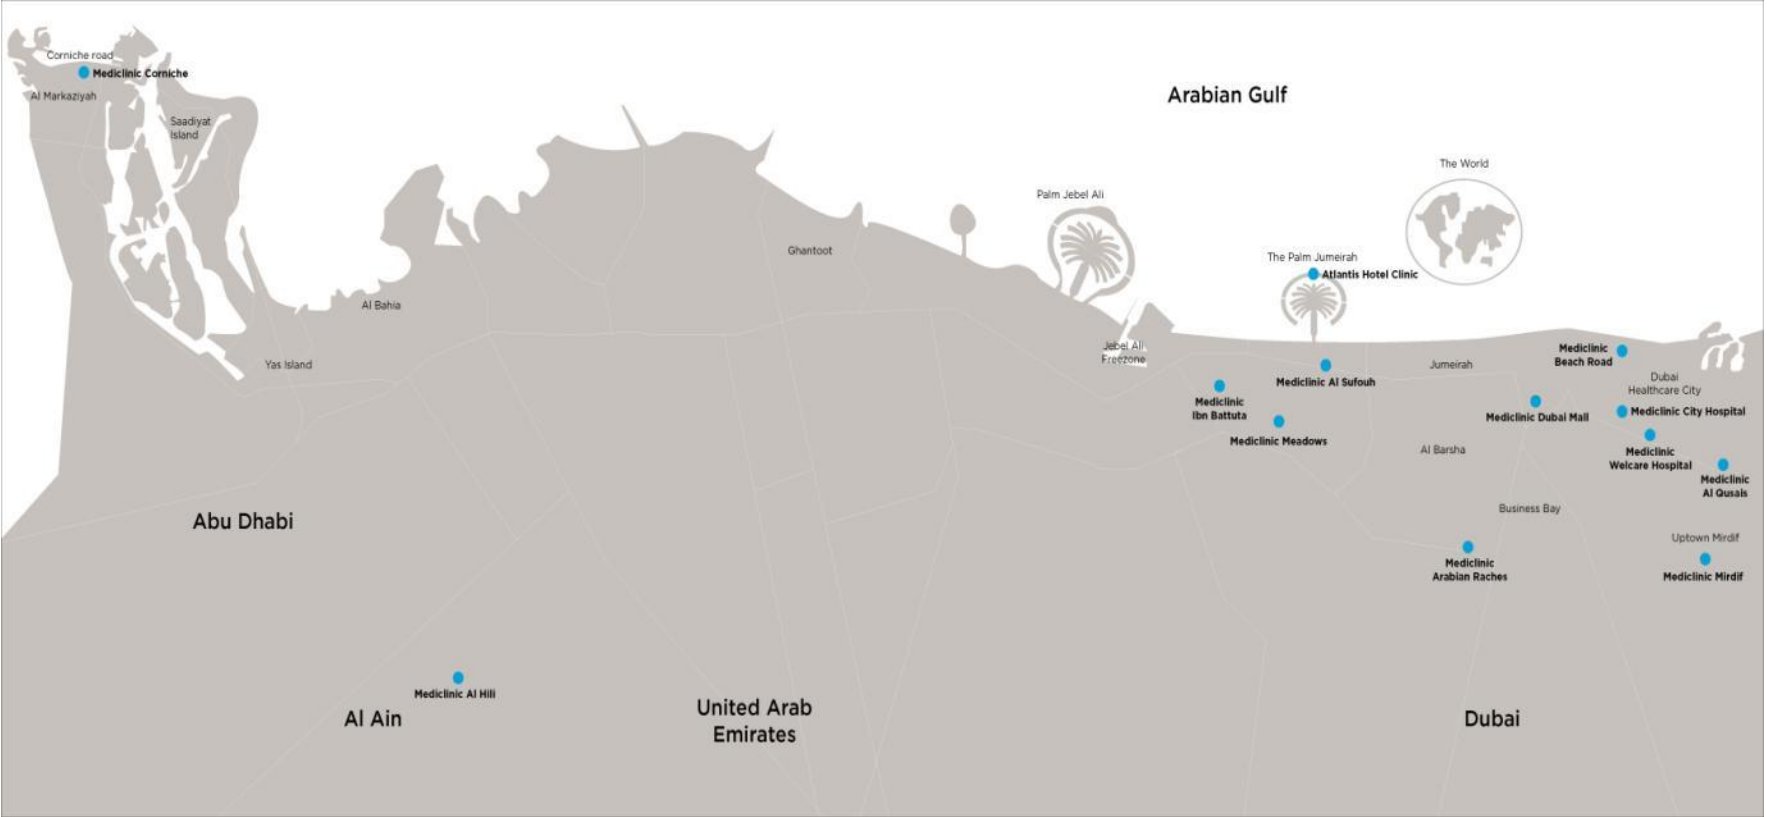 Corniche road
Mediclinic Corniche
Al Markaziyah
Arabian Gulf
Saadiyat
Island
The World
Palm Jebel Ali
Ghantoot
The Palm Jumeirah
Atlantis Hotel Clinic
Al Bahia
Jebel Ali
Freezone
Yas Island
Mediclinic
Beach Road
Jumeirah
Mediclinic Al Sufouh
Dubai
Healthcare City
Mediclinic
Ibn Battuta
Mediclinic Dubai Mall
Mediclinic City Hospital
Mediclinic Meadows
Al Barsha
Mediclinic
Welcare Hospital
Mediclinic
Al Qusais
Business Bay
Abu Dhabi
Uptown Mirdif
Mediclinic
Arabian Raches
Mediclinic Mirdif
Mediclinic Al Hili
Al Ain
United Arab
Emirates
Dubai